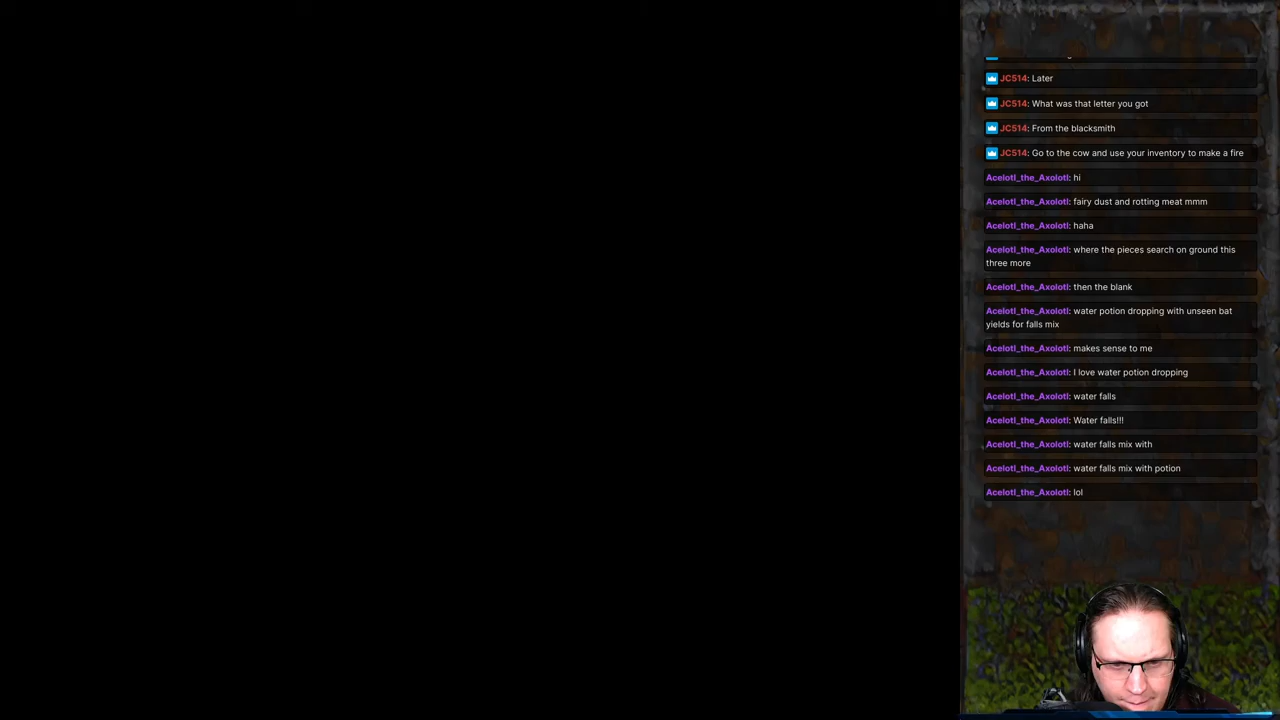 JC514: Later
JC514: What was that letter you got
JC514: From the blacksmith
JC514: Go to the cow and use your inventory to make a fire
Acelotl_the_Axolotl: hi
Acelotl_the_Axolotl: fairy dust and rotting meat mmm
Acelotl_the_Axolotl: haha
Acelotl_the_Axolotl: where the pieces search on ground this
three more
Acelotl_the_Axolotl: then the blank
Acelotl_the_Axolotl: water potion dropping with unseen bat
yields for falls mix
Acelotl_the_Axolotl: makes sense to me
Acelotl_the_Axolotl: I love water potion dropping
Acelotl_the_Axolotl: water falls
Acelotl_the_Axolotl: Water falls!!!
Acelotl_the_Axolotl: water falls mix with
Acelotl_the_Axolotl: water falls mix with potion
Acelotl_the_Axolotl: lol